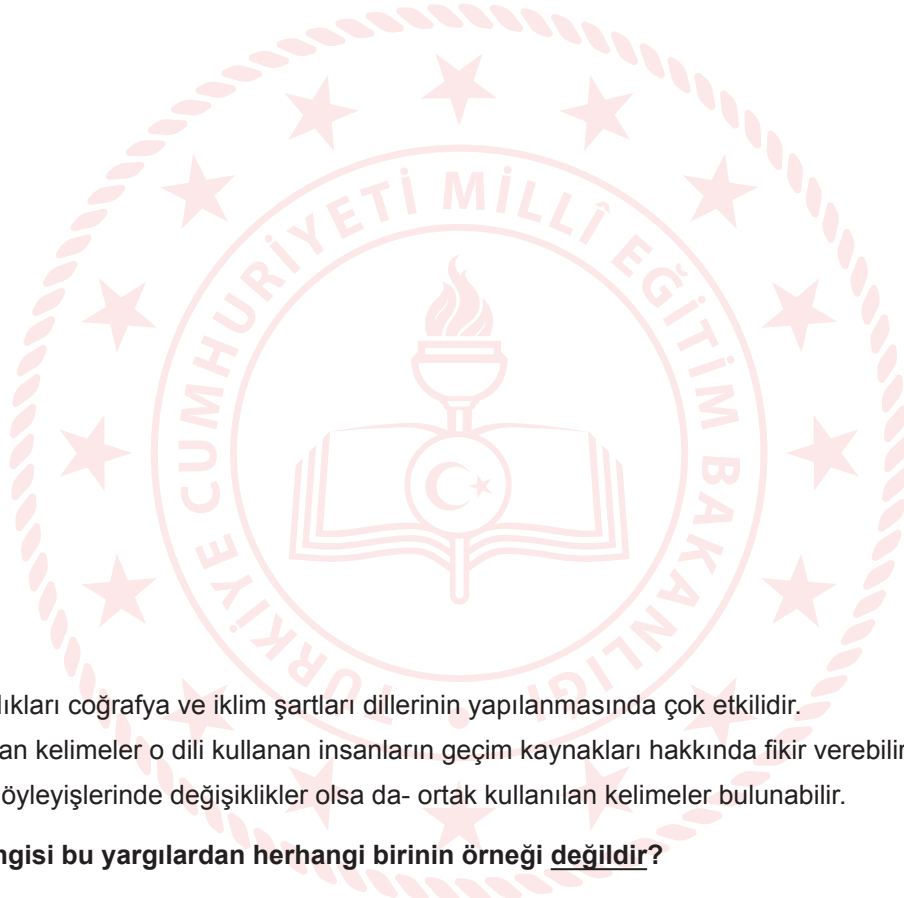 TÜRKİYE CUMHURİYETİ MİLLÎ EĞİTİM BAKANLIĞI
dıkları coğrafya ve iklim şartları dillerinin yapılanmasında çok etkilidir.
an kelimeler o dili kullanan insanların geçim kaynakları hakkında fikir verebilir
öyleyişlerinde değişiklikler olsa da- ortak kullanılan kelimeler bulunabilir.
ngisi bu yargılardan herhangi birinin örneği değildir?